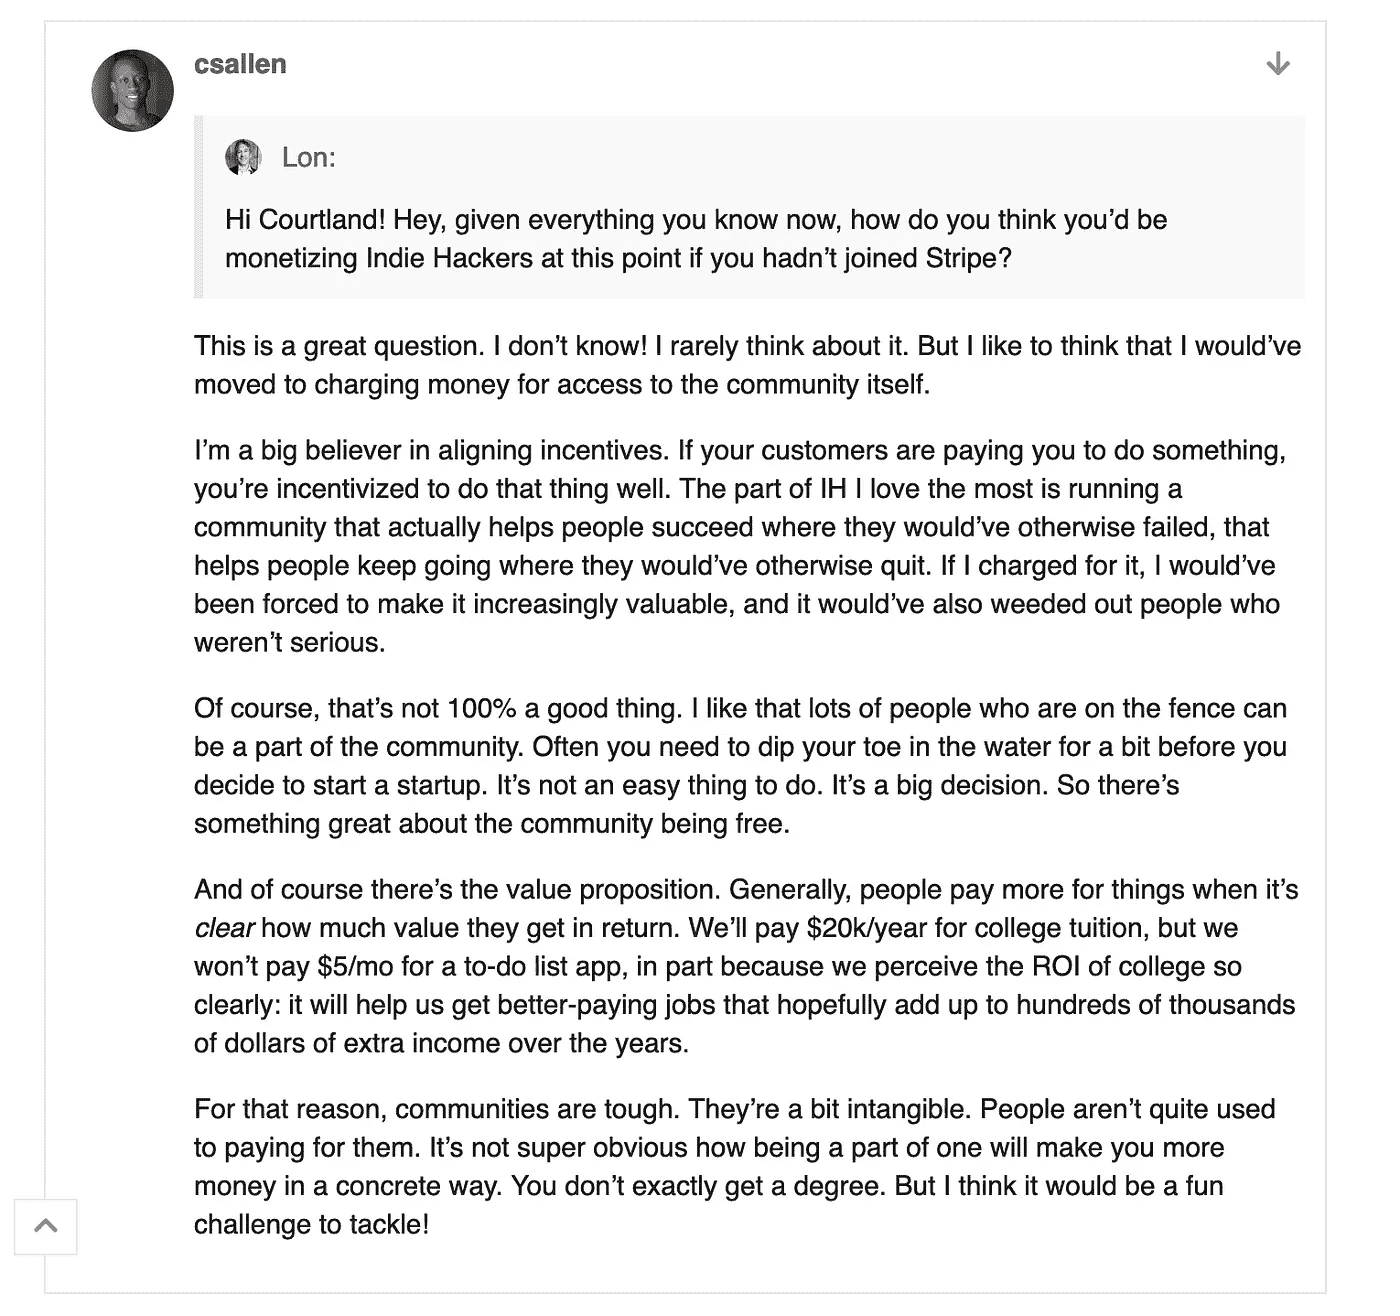 csallen
Lon:
Hi Courtland! Hey, given everything you know now, how do you think you’d be
monetizing Indie Hackers at this point if you hadn’t joined Stripe?
This is a great question. I don’t know! I rarely think about it. But I like to think that I would’ve
moved to charging money for access to the community itself.
I’m a big believer in aligning incentives. If your customers are paying you to do something,
you’re incentivized to do that thing well. The part of IH I love the most is running a
community that actually helps people succeed where they would’ve otherwise failed, that
helps people keep going where they would’ve otherwise quit. If I charged for it, I would’ve
been forced to make it increasingly valuable, and it would’ve also weeded out people who
weren’t serious.
Of course, that’s not 100% a good thing. I like that lots of people who are on the fence can
be a part of the community. Often you need to dip your toe in the water for a bit before you
decide to start a startup. It’s not an easy thing to do. It’s a big decision. So there’s
something great about the community being free.
And of course there’s the value proposition. Generally, people pay more for things when it’s
clear how much value they get in return. We’ll pay $20k/year for college tuition, but we
won’t pay $5/mo for a to-do list app, in part because we perceive the ROI of college so
clearly: it will help us get better-paying jobs that hopefully add up to hundreds of thousands
of dollars of extra income over the years.
For that reason, communities are tough. They’re a bit intangible. People aren’t quite used
to paying for them. It’s not super obvious how being a part of one will make you more
money in a concrete way. You don’t exactly get a degree. But I think it would be a fun
challenge to tackle!